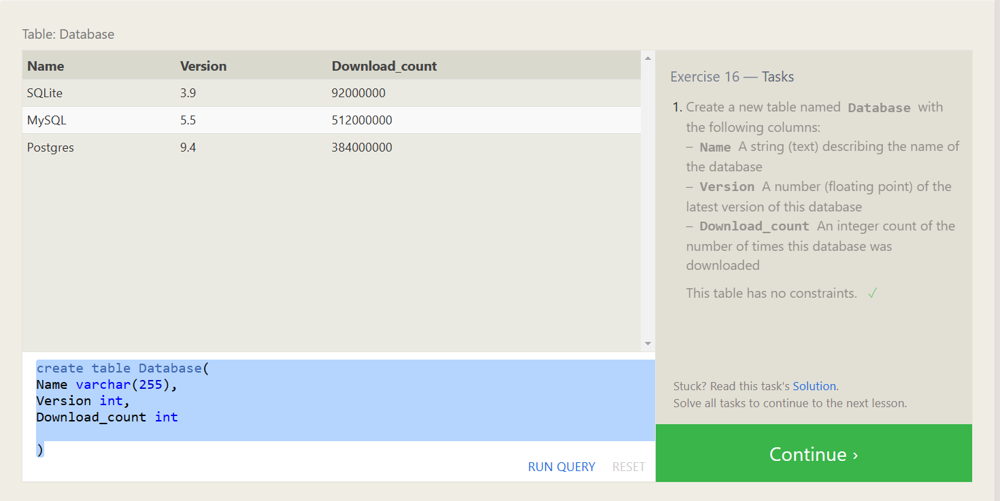 Table: Database
Name Version Download_count
SQLite 3.9 92000000
MySQL 5.5 512000000
Postgres 9.4 384000000
create table Database(
Name varchar(255),
Version int,
Download_count int
)
RUN QUERY RESET
Exercise 16 — Tasks
1. Create a new table named Database with
the following columns:
– Name A string (text) describing the name of
the database
– Version A number (floating point) of the
latest version of this database
– Download_count An integer count of the
number of times this database was
downloaded
This table has no constraints. ✓
Stuck? Read this task's Solution.
Solve all tasks to continue to the next lesson.
Continue ›